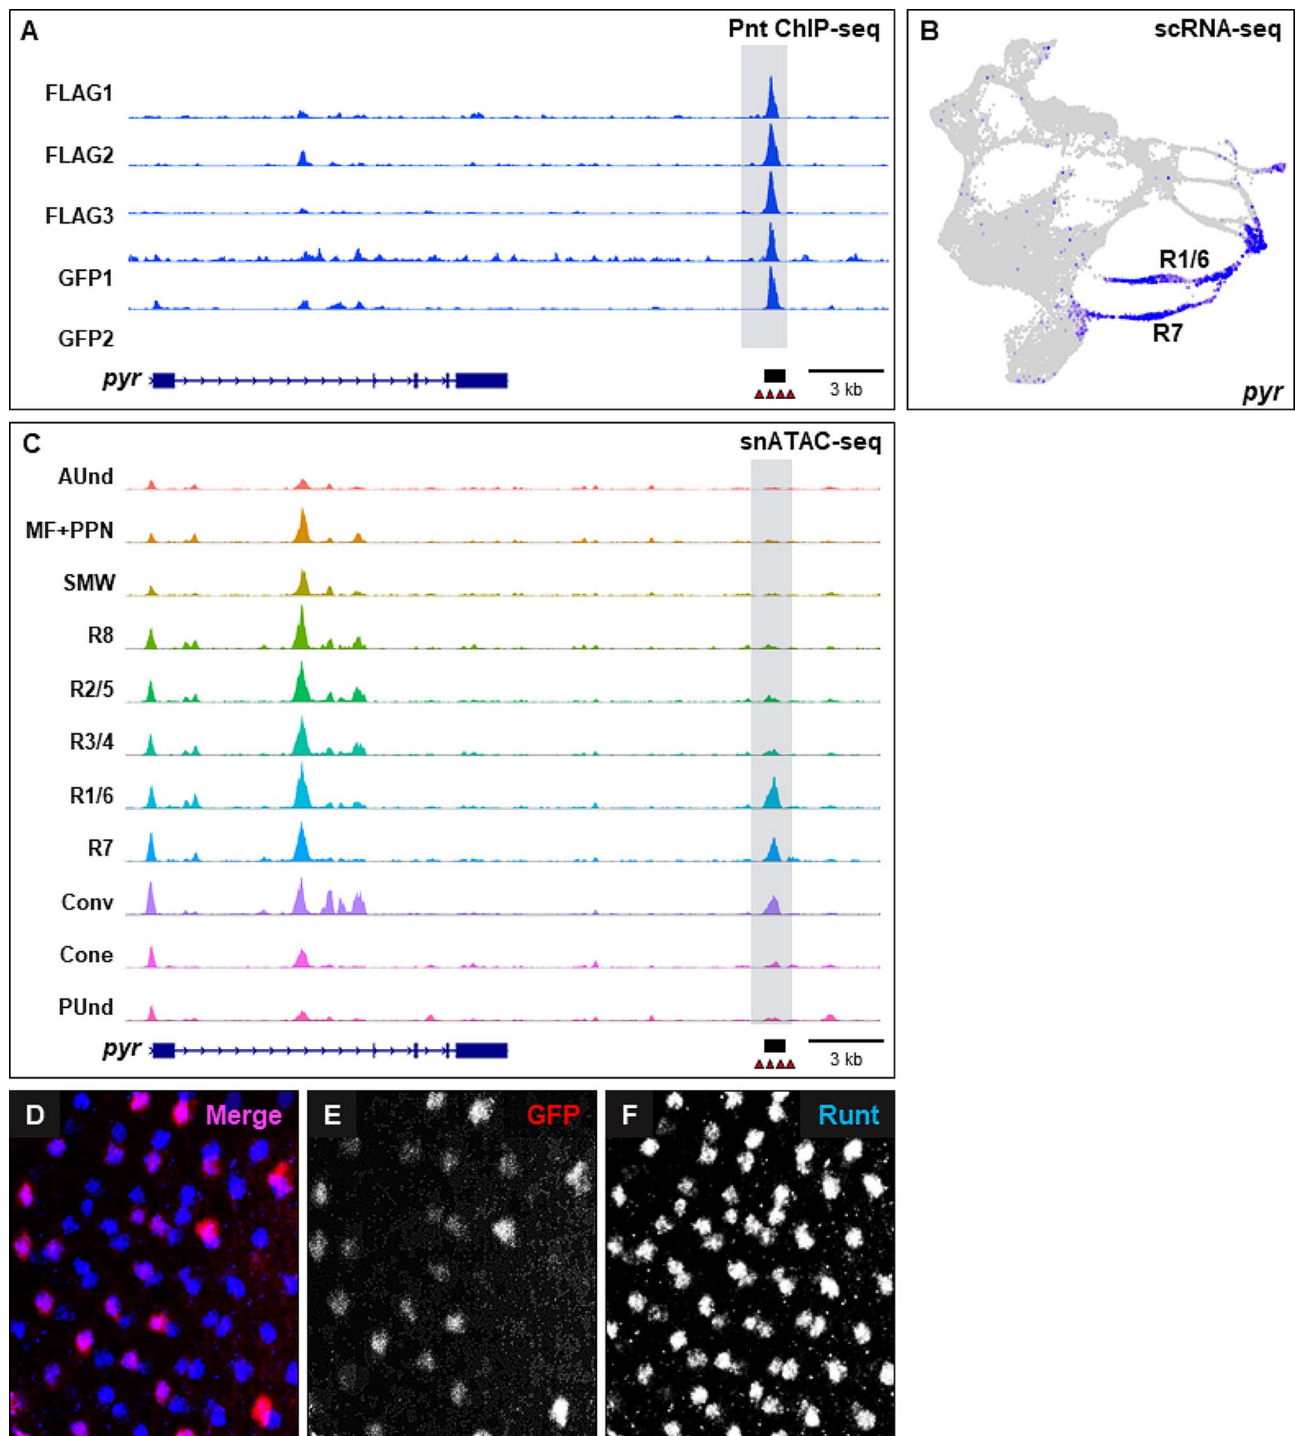 A
Pnt ChIP-seq
FLAG1
FLAG2
FLAG3
GFP1
GFP2
pyr
3 kb
B
scRNA-seq
R1/6
R7
pyr
C
snATAC-seq
AUnd
MF+PPN
SMW
R8
R2/5
R3/4
R1/6
R7
Conv
Cone
PUnd
pyr
3 kb
D
Merge
E
GFP
F
Runt